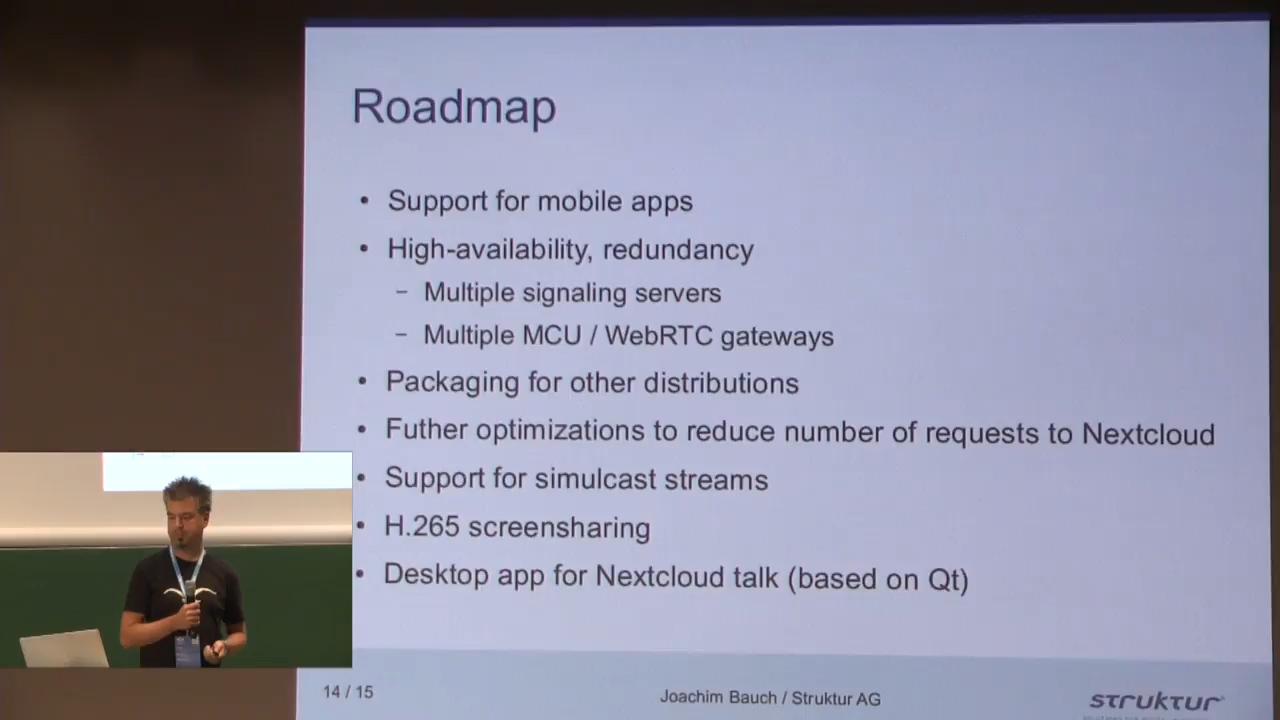 Roadmap
• Support for mobile apps
• High-availability, redundancy
– Multiple signaling servers
– Multiple MCU / WebRTC gateways
• Packaging for other distributions
• Futher optimizations to reduce number of requests to Nextcloud
• Support for simulcast streams
• H.265 screensharing
• Desktop app for Nextcloud talk (based on Qt)
14 / 15
Joachim Bauch / Struktur AG
struktur